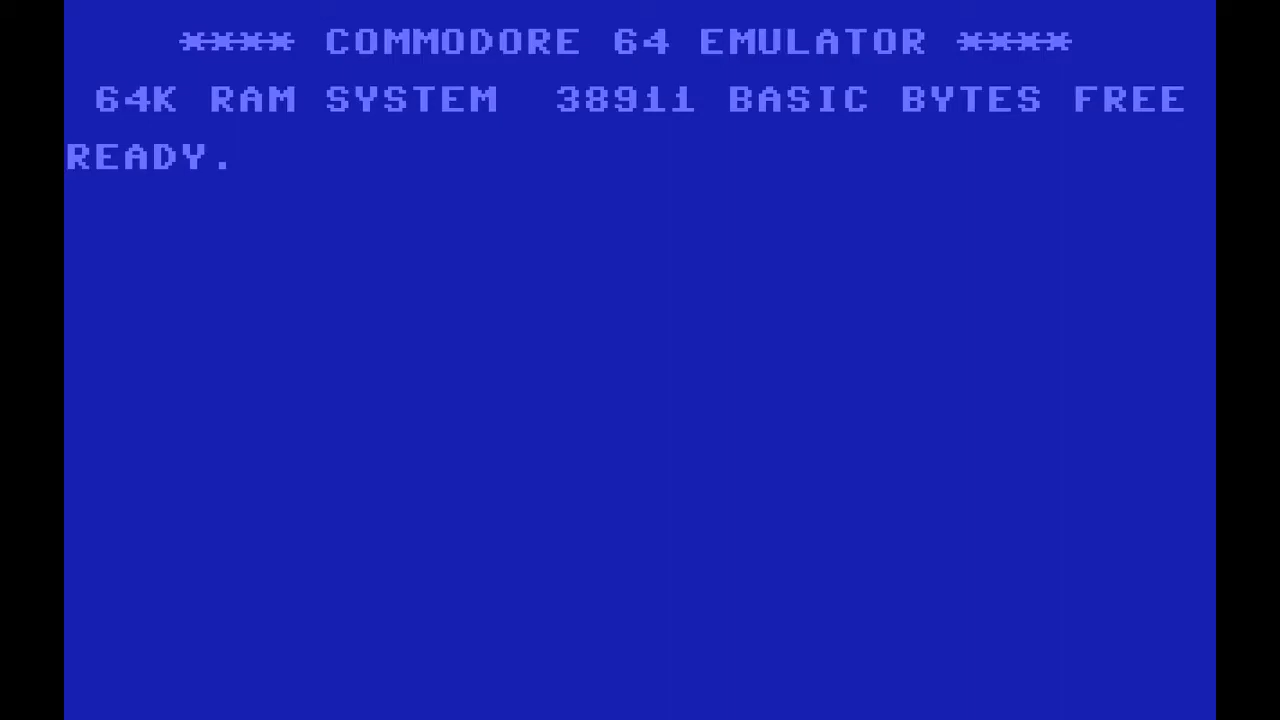 **** COMMODORE 64 EMULATOR ****
64K RAM SYSTEM  38911 BASIC BYTES FREE
READY.